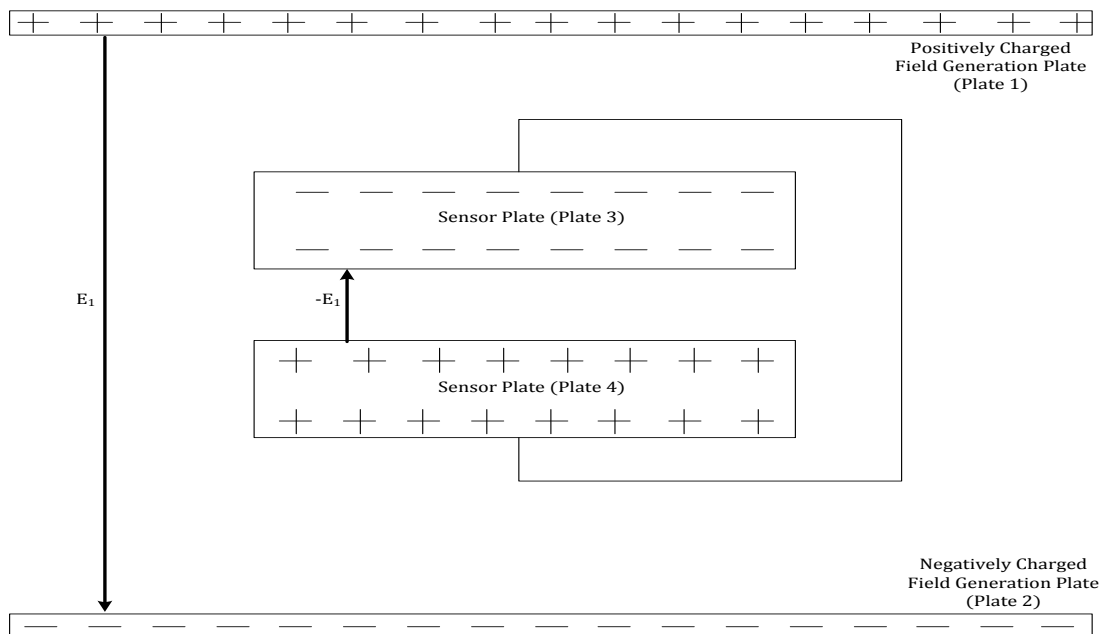 Positively Charged
Field Generation Plate
(Plate 1)
Sensor Plate (Plate 3)
E₁
-E₁
Sensor Plate (Plate 4)
Negatively Charged
Field Generation Plate
(Plate 2)